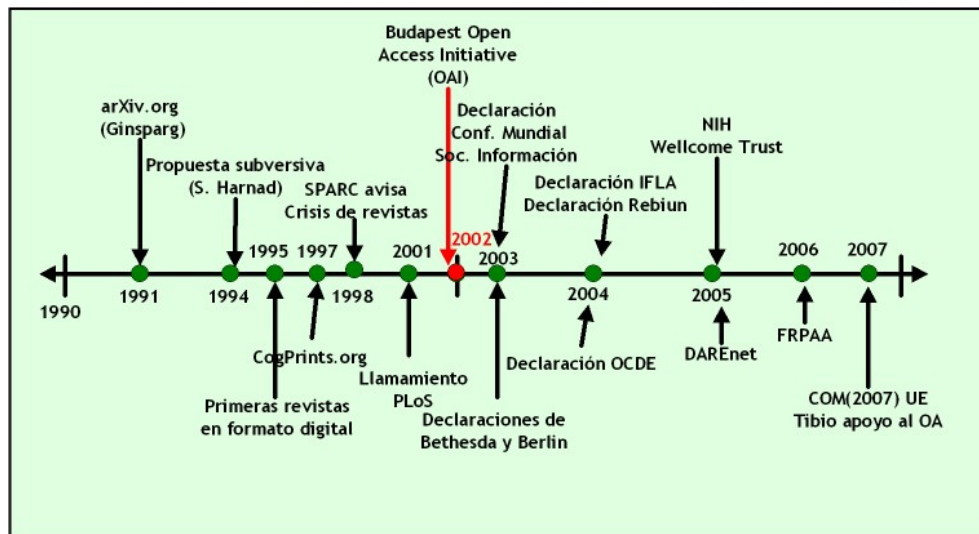 Budapest Open
Access Initiative
(OAI)
arXiv.org
(Ginsparg)
Declaración
Conf. Mundial
Soc. Información
NIH
Wellcome Trust
Propuesta subversiva
(S. Harnad)
SPARC avisa
Crisis de revistas
Declaración IFLA
Declaración Rebiun
1995
1997
2001
2002
2003
2006
2007
1990
1991
1994
1998
2004
2005
CogPrints.org
Llamamiento
PLoS
Declaración OCDE
DAREnet
FRPAA
Primeras revistas
en formato digital
Declaraciones de
Bethesda y Berlin
COM(2007) UE
Tibio apoyo al OA